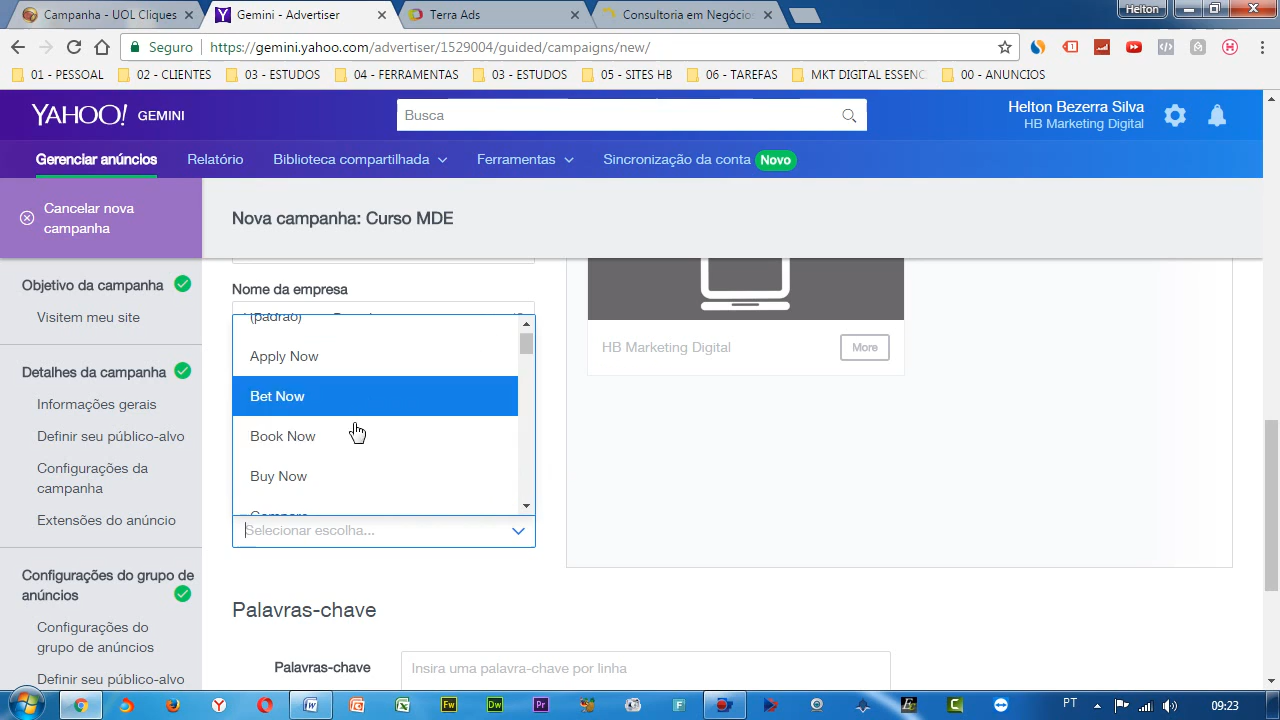 Campanha - UOL Cliques
Gemini - Advertiser
Terra Ads
Consultoria em Negócios
Helton
Seguro
https://gemini.yahoo.com/advertiser/1529004/guided/campaigns/new/
01 - PESSOAL
02 - CLIENTES
03 - ESTUDOS
04 - FERRAMENTAS
03 - ESTUDOS
05 - SITES HB
06 - TAREFAS
MKT DIGITAL ESSENC
00 - ANUNCIOS
YAHOO! GEMINI
Busca
Helton Bezerra Silva
HB Marketing Digital
Gerenciar anúncios
Relatório
Biblioteca compartilhada
Ferramentas
Sincronização da conta Novo
Cancelar nova
campanha
Nova campanha: Curso MDE
Objetivo da campanha
Visitem meu site
Detalhes da campanha
Informações gerais
Definir seu público-alvo
Configurações da
campanha
Extensões do anúncio
Configurações do grupo de
anúncios
Configurações do
grupo de anúncios
Definir seu público-alvo
Nome da empresa
(padrão)
Apply Now
Bet Now
Book Now
Buy Now
Compare
Selecionar escolha...
HB Marketing Digital
More
Palavras-chave
Palavras-chave
Insira uma palavra-chave por linha
Fw
Dw
Pr
PT
09:23